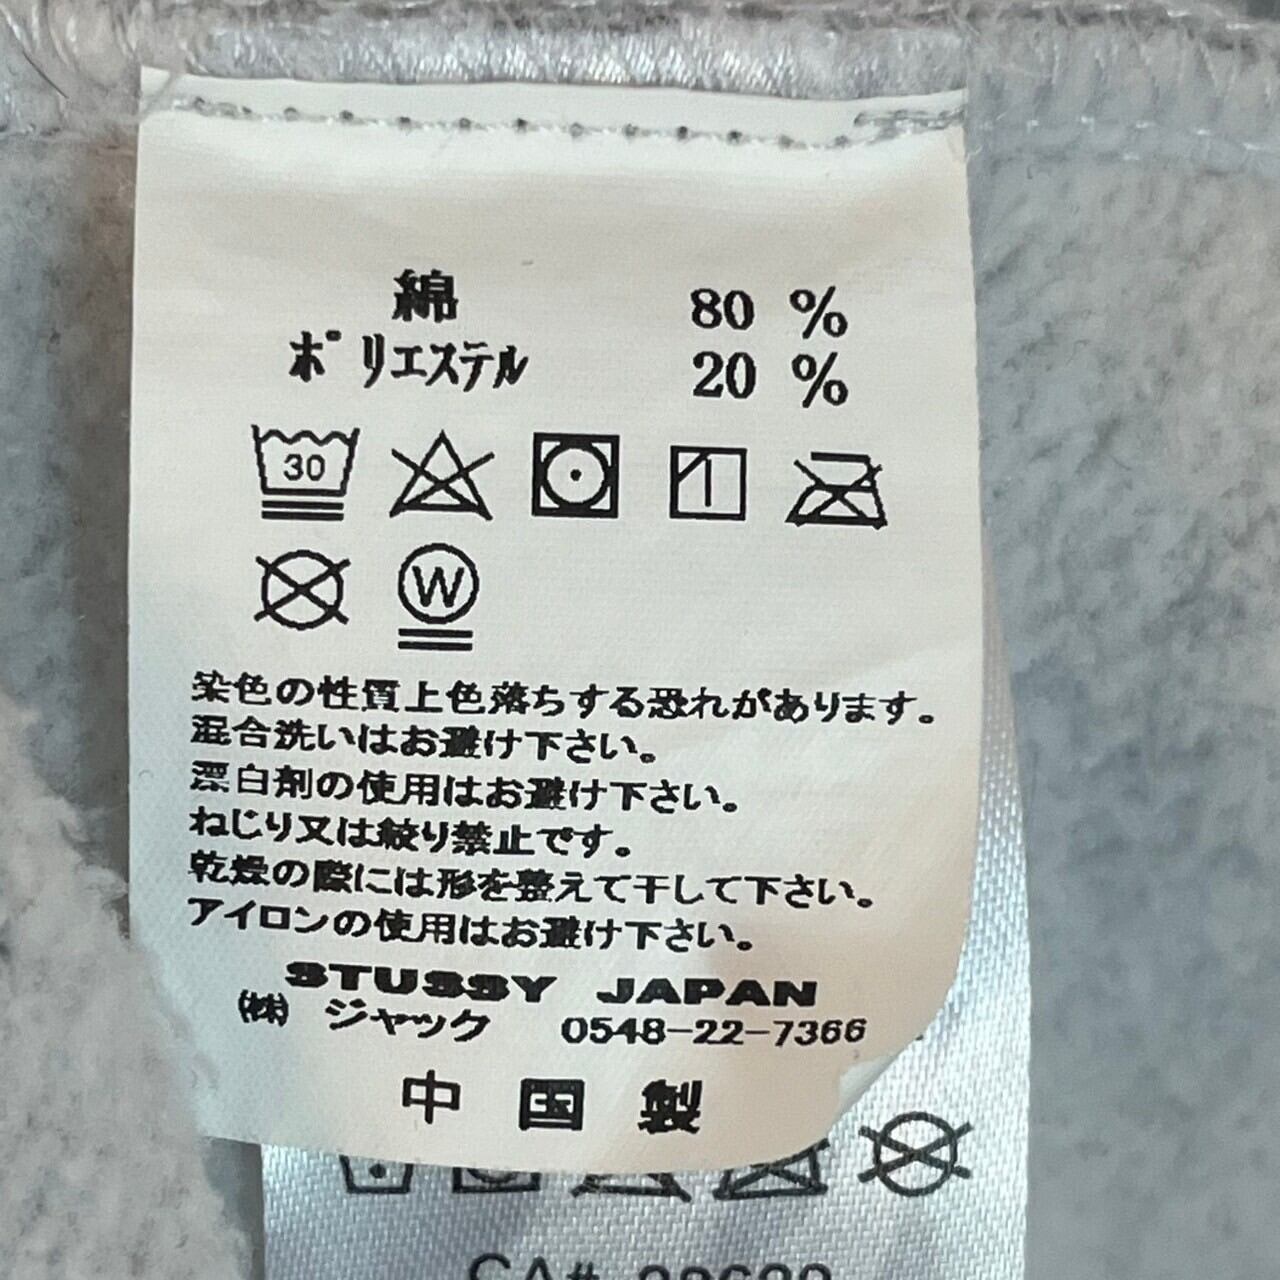 綿 80 %
ポリエステル 20 %
30
W
染色の性質上色落ちする恐れがあります。
混合洗いはお避け下さい。
漂白剤の使用はお避け下さい。
ねじり又は絞り禁止です。
乾燥の際には形を整えて干して下さい。
アイロンの使用はお避け下さい。
STUSSY JAPAN
㈱ ジャック 0548-22-7366
中国製
CA#